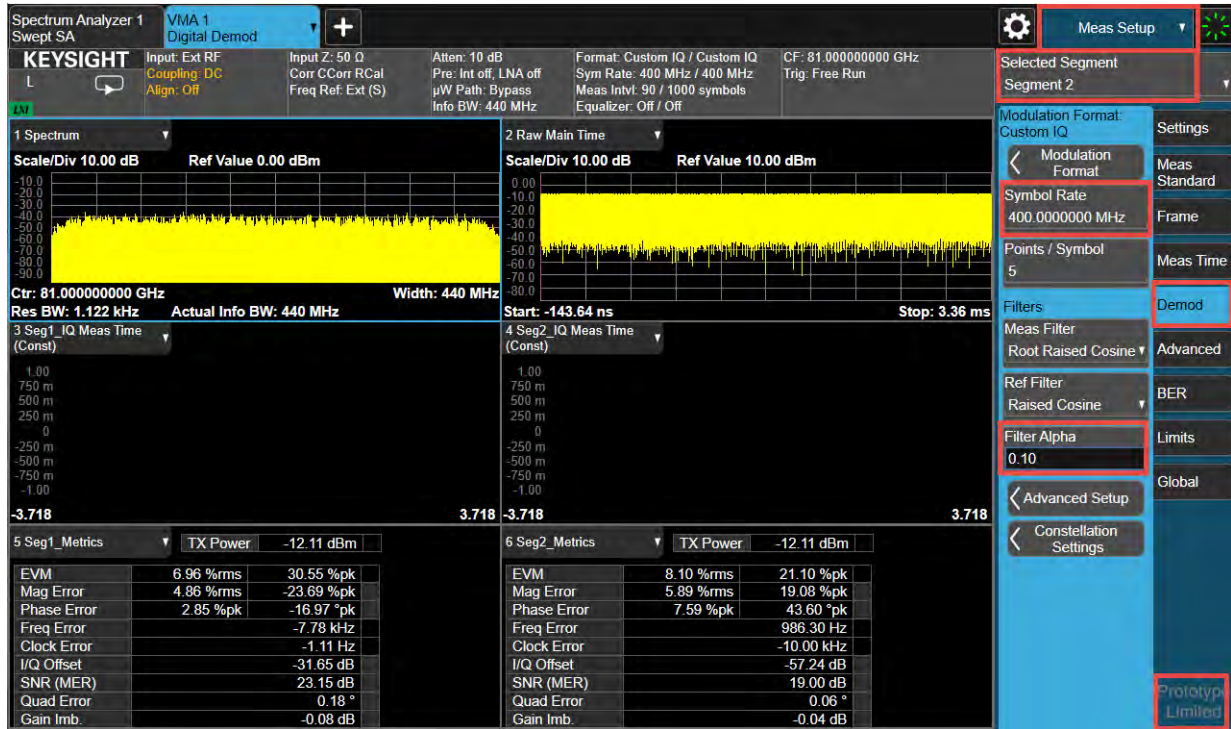 Spectrum Analyzer 1
Swept SA
VMA 1
Digital Demod
Meas Setup
KEYSIGHT
L
LXI
Input: Ext RF
Coupling: DC
Align: Off
Input Z: 50 Ω
Corr CCorr RCal
Freq Ref: Ext (S)
Atten: 10 dB
Pre: Int off, LNA off
µW Path: Bypass
Info BW: 440 MHz
Format: Custom IQ / Custom IQ
Sym Rate: 400 MHz / 400 MHz
Meas Intvl: 90 / 1000 symbols
Equalizer: Off / Off
CF: 81.000000000 GHz
Trig: Free Run
Selected Segment
Segment 2
1 Spectrum
Scale/Div 10.00 dB Ref Value 0.00 dBm
-10.0
-20.0
-30.0
-40.0
-50.0
-60.0
-70.0
-80.0
-90.0
Ctr: 81.000000000 GHz Width: 440 MHz
Res BW: 1.122 kHz Actual Info BW: 440 MHz
2 Raw Main Time
Scale/Div 10.00 dB Ref Value 10.00 dBm
0.00
-10.0
-20.0
-30.0
-40.0
-50.0
-60.0
-70.0
-80.0
Start: -143.64 ns Stop: 3.36 ms
3 Seg1_IQ Meas Time
(Const)
1.00
750 m
500 m
250 m
0
-250 m
-500 m
-750 m
-1.00
-3.718 3.718
4 Seg2_IQ Meas Time
(Const)
1.00
750 m
500 m
250 m
0
-250 m
-500 m
-750 m
-1.00
-3.718 3.718
5 Seg1_Metrics TX Power -12.11 dBm
EVM 6.96 %rms 30.55 %pk
Mag Error 4.86 %rms -23.69 %pk
Phase Error 2.85 %pk -16.97 °pk
Freq Error -7.78 kHz
Clock Error -1.11 Hz
I/Q Offset -31.65 dB
SNR (MER) 23.15 dB
Quad Error 0.18 °
Gain Imb. -0.08 dB
6 Seg2_Metrics TX Power -12.11 dBm
EVM 8.10 %rms 21.10 %pk
Mag Error 5.89 %rms 19.08 %pk
Phase Error 7.59 %pk 43.60 °pk
Freq Error 986.30 Hz
Clock Error -10.00 kHz
I/Q Offset -57.24 dB
SNR (MER) 19.00 dB
Quad Error 0.06 °
Gain Imb. -0.04 dB
Modulation Format:
Custom IQ
Modulation
Format
Symbol Rate
400.0000000 MHz
Points / Symbol
5
Filters
Meas Filter
Root Raised Cosine
Ref Filter
Raised Cosine
Filter Alpha
0.10
Advanced Setup
Constellation
Settings
Settings
Meas
Standard
Frame
Meas Time
Demod
Advanced
BER
Limits
Global
Prototype
Limited